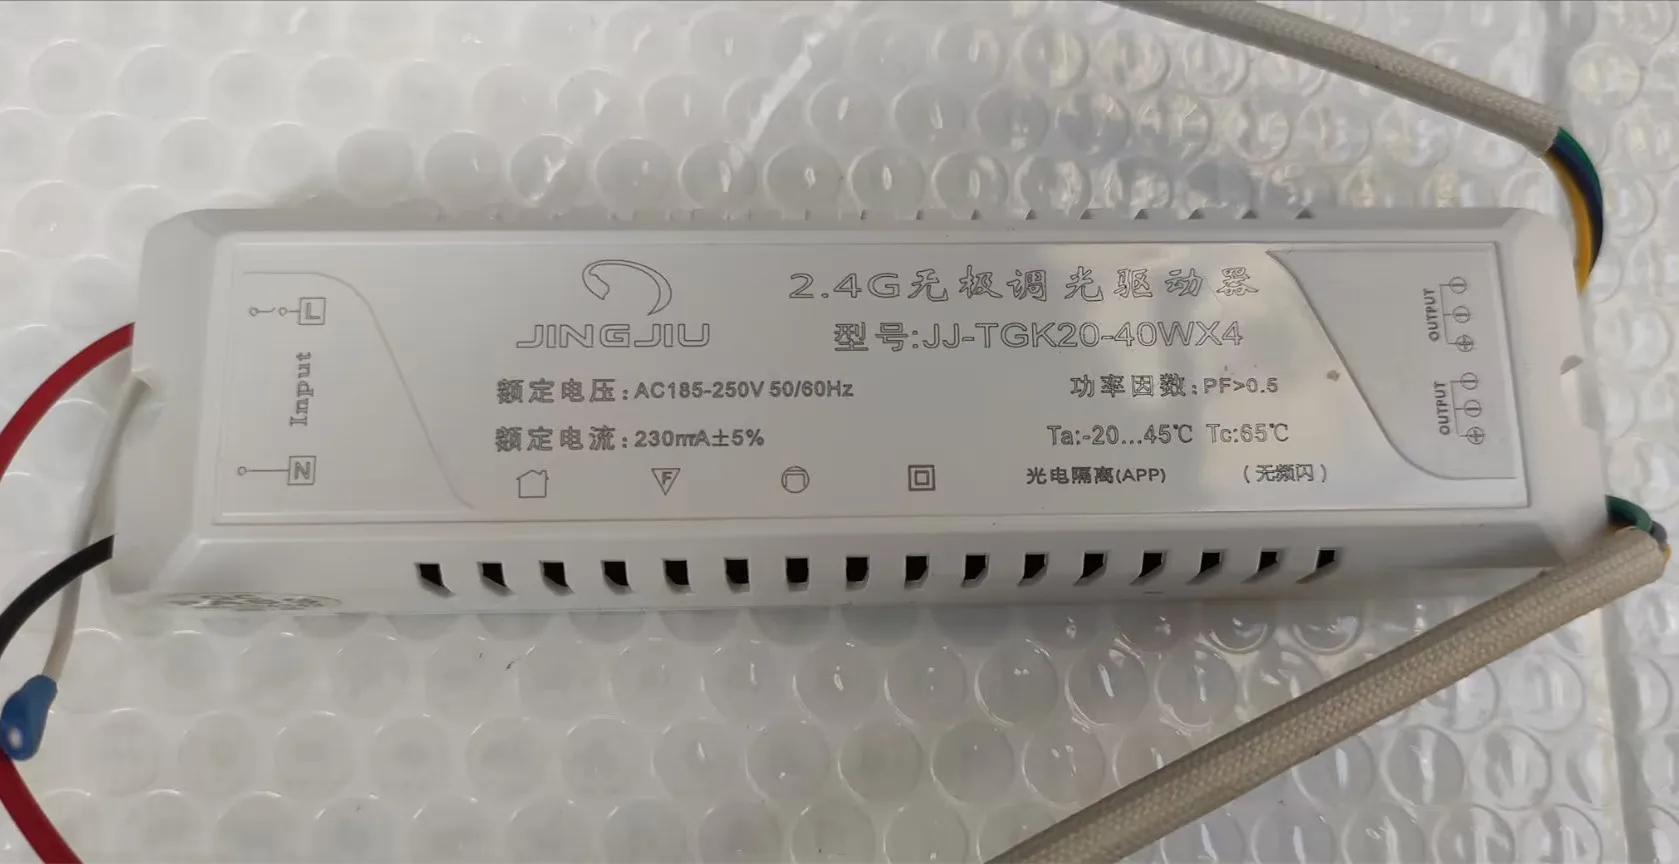 L
Input
N
JINGJIU
2.4G无极调光驱动器
型号:JJ-TGK20-40WX4
额定电压:AC185-250V 50/60Hz
功率因数:PF>0.5
额定电流:230mA±5%
Ta:-20...45℃ Tc:65℃
F
光电隔离(APP)
(无频闪)
OUTPUT
OUTPUT